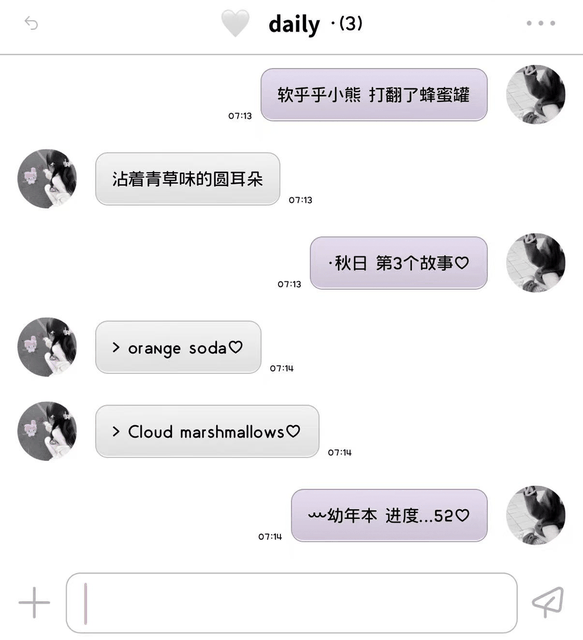 daily ·(3)
软乎乎小熊 打翻了蜂蜜罐
07:13
沾着青草味的圆耳朵
07:13
·秋日 第3个故事♡
07:13
> orange soda♡
07:14
> Cloud marshmallows♡
07:14
෴幼年本 进度...52♡
07:14